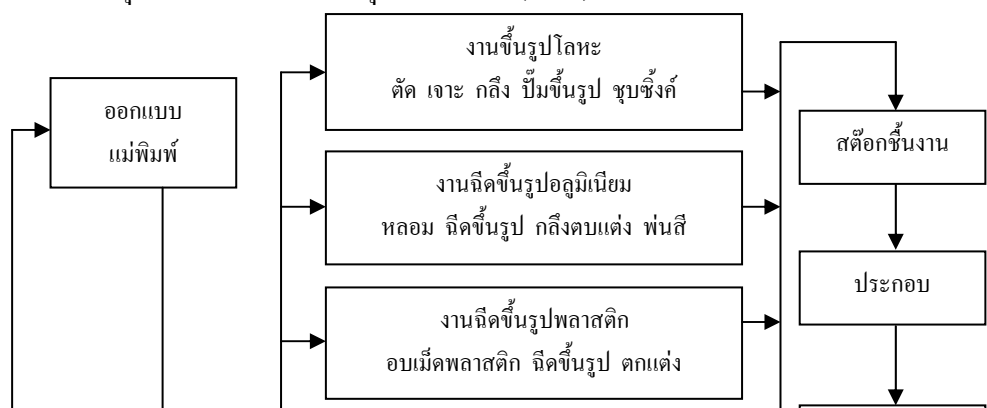 งานขึ้นรูปโลหะ
ตัด เจาะ กลึง ปั๊มขึ้นรูป ชุบซิ้งค์
ออกแบบ
แม่พิมพ์
สต๊อกชิ้นงาน
งานฉีดขึ้นรูปอลูมิเนียม
หลอม ฉีดขึ้นรูป กลึงตบแต่ง พ่นสี
ประกอบ
งานฉีดขึ้นรูปพลาสติก
อบเม็ดพลาสติก ฉีดขึ้นรูป ตกแต่ง